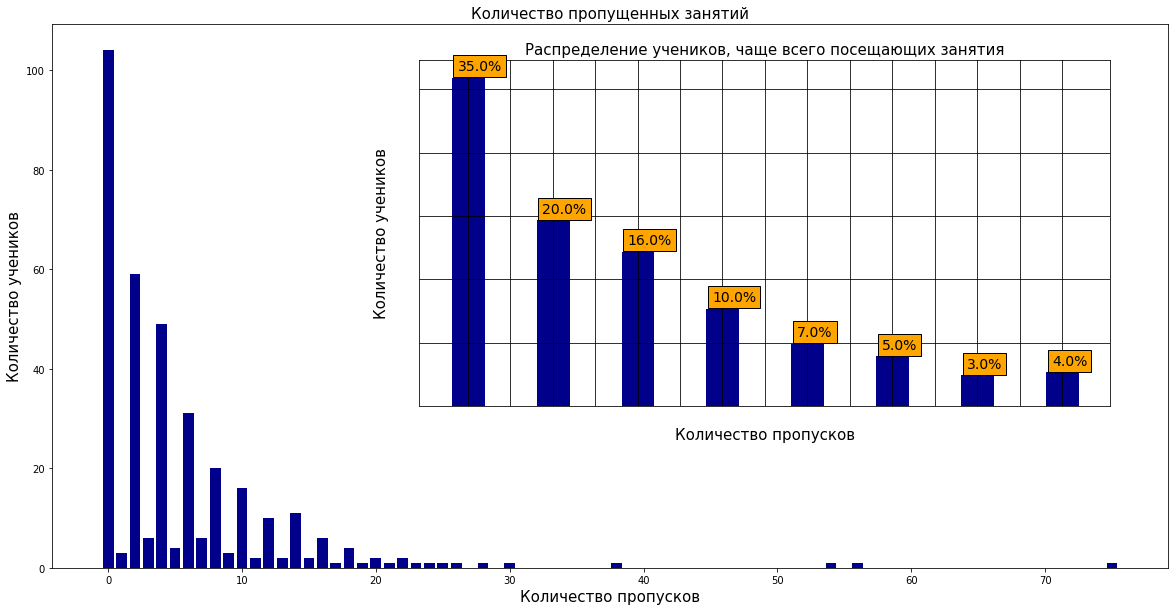 Количество пропущенных занятий
Распределение учеников, чаще всего посещающих занятия
35.0%
20.0%
16.0%
10.0%
7.0%
5.0%
3.0%
4.0%
Количество учеников
Количество пропусков
Количество учеников
100
80
60
40
20
0
0 10 20 30 40 50 60 70
Количество пропусков